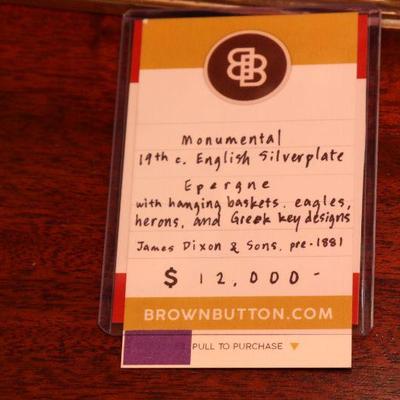 BB
Monumental
19th c. English Silverplate
Epergne
with hanging baskets, eagles,
herons, and Greek key designs
James Dixon & Sons, pre-1881
$ 12,000-
BROWNBUTTON.COM
PULL TO PURCHASE